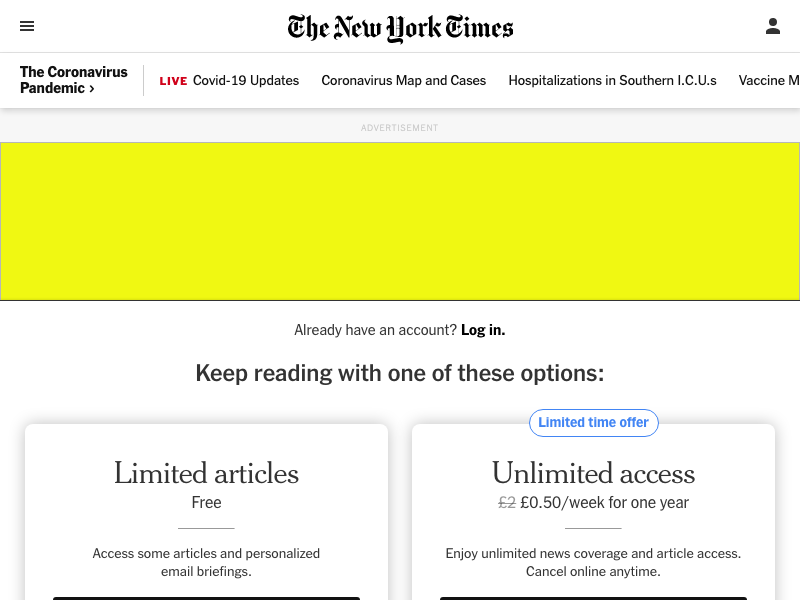 The New York Times
The Coronavirus
Pandemic ›
LIVE Covid-19 Updates Coronavirus Map and Cases Hospitalizations in Southern I.C.U.s Vaccine M
ADVERTISEMENT
Already have an account? Log in.
Keep reading with one of these options:
Limited articles
Free
Access some articles and personalized
email briefings.
Limited time offer
Unlimited access
£2 £0.50/week for one year
Enjoy unlimited news coverage and article access.
Cancel online anytime.